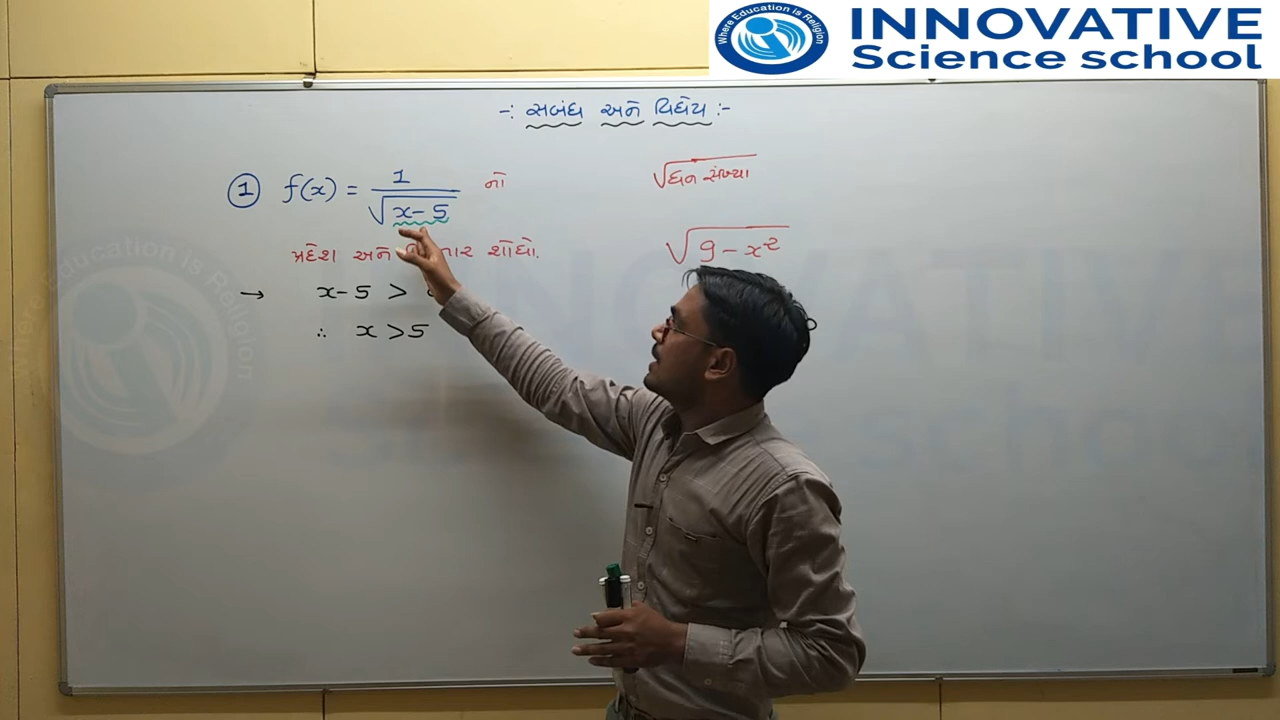 Where Education is Religion
INNOVATIVE
Science school
-: સબંધ અને વિધેય :-
① f(x) = 1/√(x-5) નો
પ્રદેશ અને શોધો.
→ x-5 >
∴ x > 5
√ધન સંખ્યા
√(9-x²)